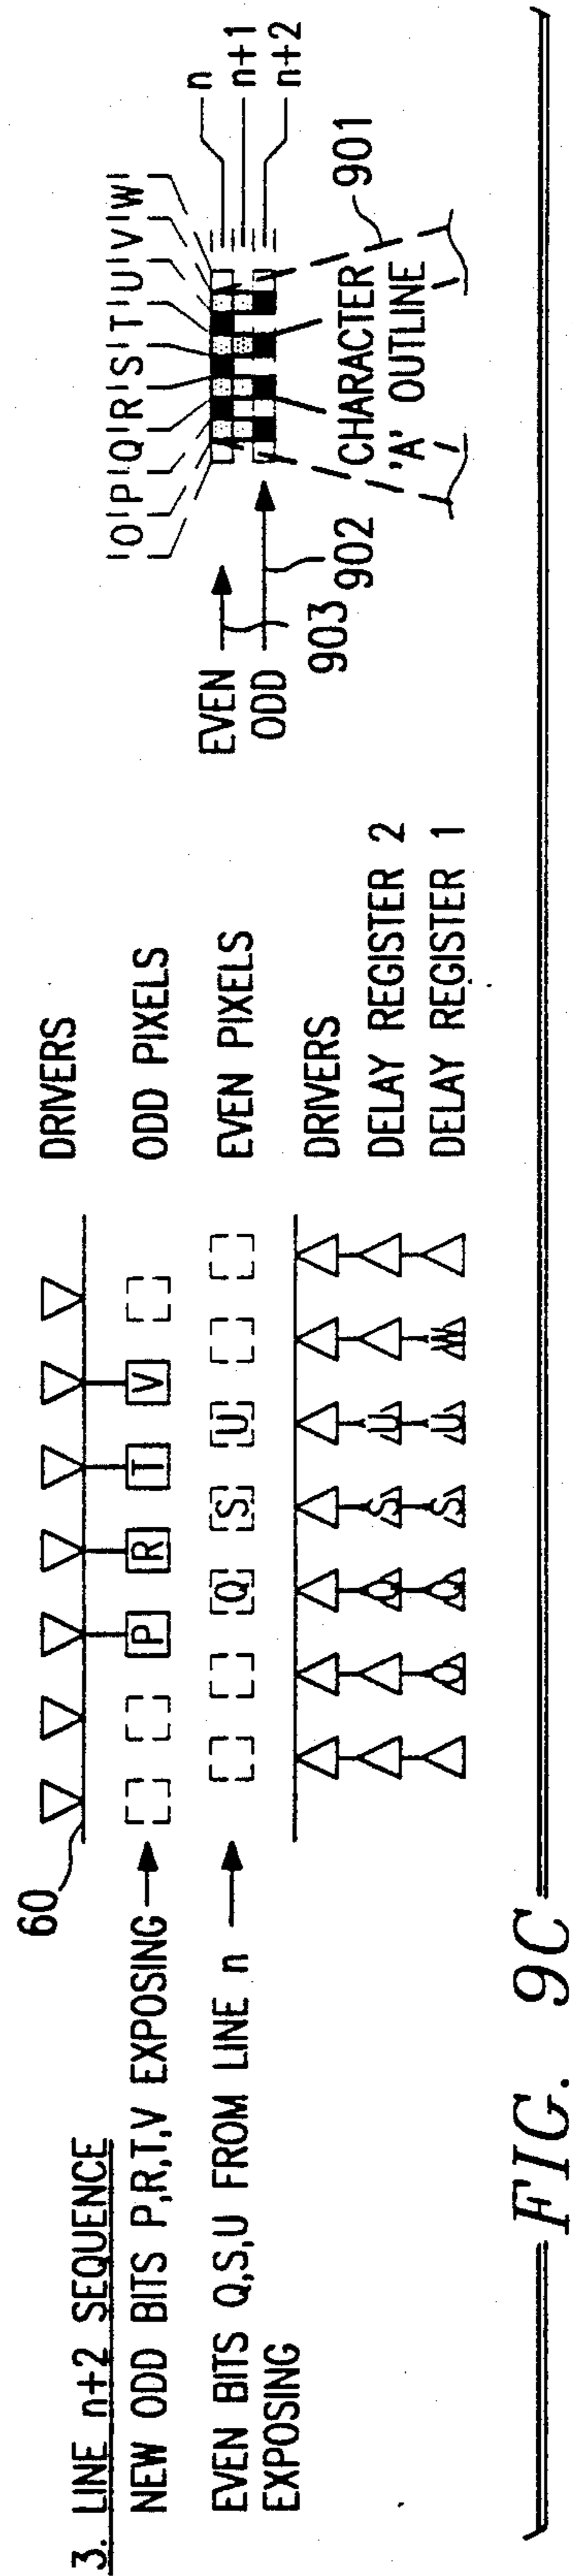 3. LINE n+2 SEQUENCE
NEW ODD BITS P,R,T,V EXPOSING
EVEN BITS Q,S,U FROM LINE n
EXPOSING
60
DRIVERS
P R T V
ODD PIXELS
Q S U
EVEN PIXELS
DRIVERS
Q S U
DELAY REGISTER 2
O Q S U W
DELAY REGISTER 1
O P Q R S T U V W
n
n+1
n+2
EVEN
ODD
903
902
901
CHARACTER
'A' OUTLINE
FIG. 9C